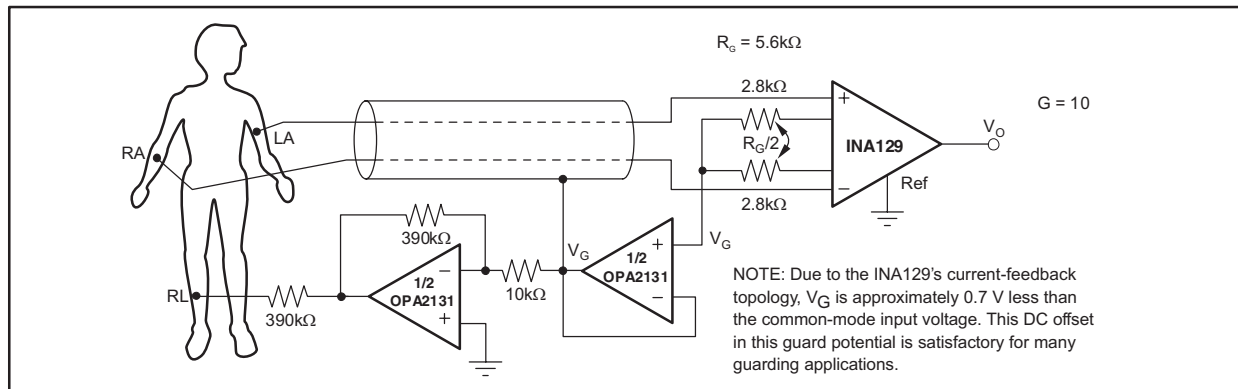 R_G = 5.6kΩ
2.8kΩ
G = 10
LA
RA
+
INA129
V_O
R_G/2
−
Ref
2.8kΩ
390kΩ
V_G
+
V_G
1/2
OPA2131
−
10kΩ
−
1/2
OPA2131
+
RL
390kΩ
NOTE: Due to the INA129's current-feedback
topology, V_G is approximately 0.7 V less than
the common-mode input voltage. This DC offset
in this guard potential is satisfactory for many
guarding applications.